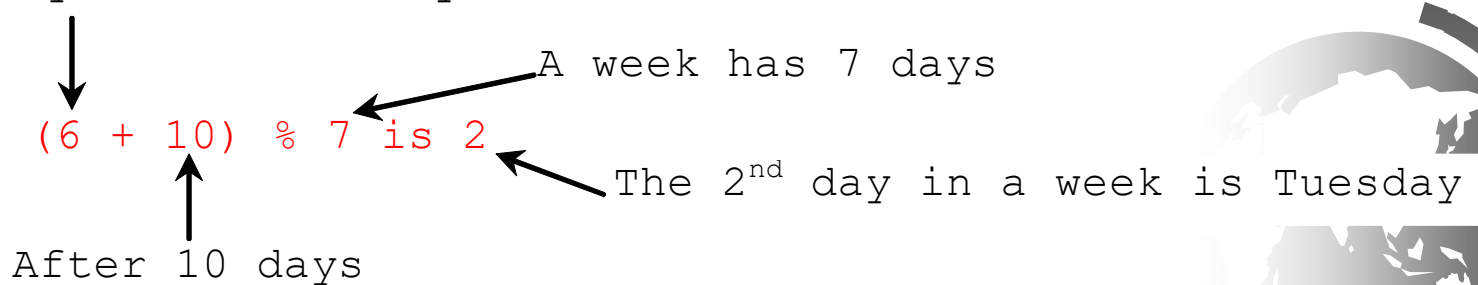 A week has 7 days
(6 + 10) % 7 is 2
The 2nd day in a week is Tuesday
After 10 days